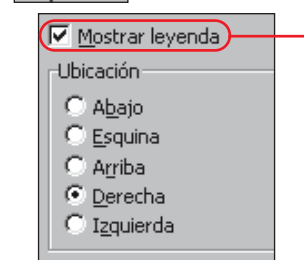 Mostrar leyenda
Ubicación
Abajo
Esquina
Arriba
Derecha
Izquierda